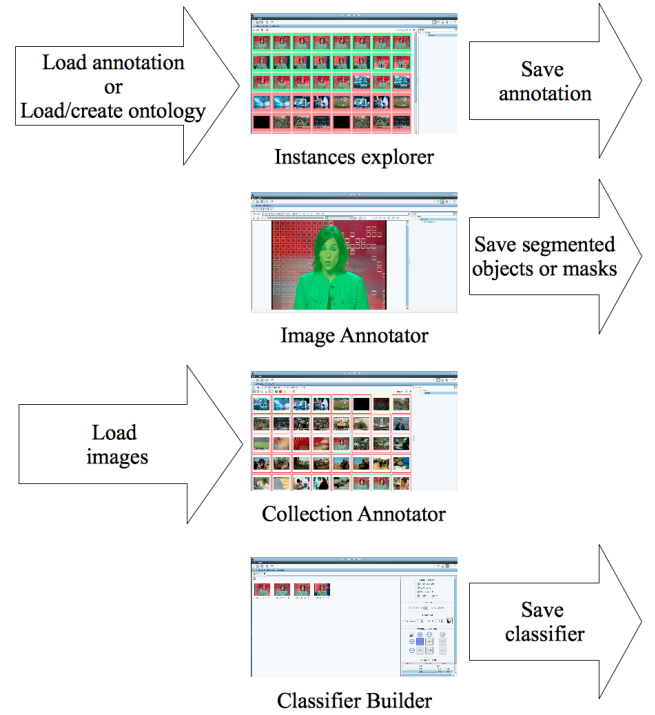 Load annotation
or
Load/create ontology
Save
annotation
Instances explorer
Save segmented
objects or masks
Image Annotator
Load
images
Collection Annotator
Save
classifier
Classifier Builder